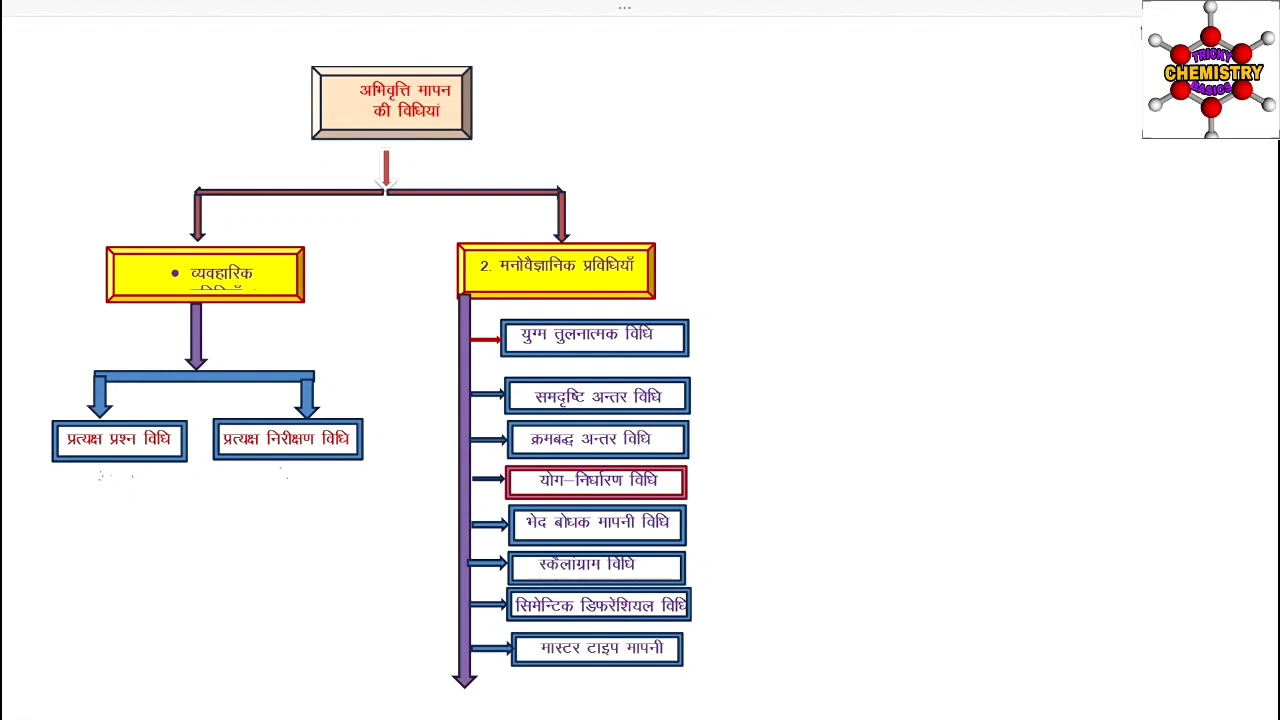 TRICKY
CHEMISTRY
BASICS
अभिवृत्ति मापन
की विधियां
• व्यवहारिक
2. मनोवैज्ञानिक प्रविधियाँ
युग्म तुलनात्मक विधि
समदृष्टि अन्तर विधि
क्रमबद्ध अन्तर विधि
प्रत्यक्ष प्रश्न विधि
प्रत्यक्ष निरीक्षण विधि
योग–निर्धारण विधि
भेद बोधक मापनी विधि
स्कैलांग्राम विधि
सिमेन्टिक डिफरेशियल विधि
मास्टर टाइप मापनी